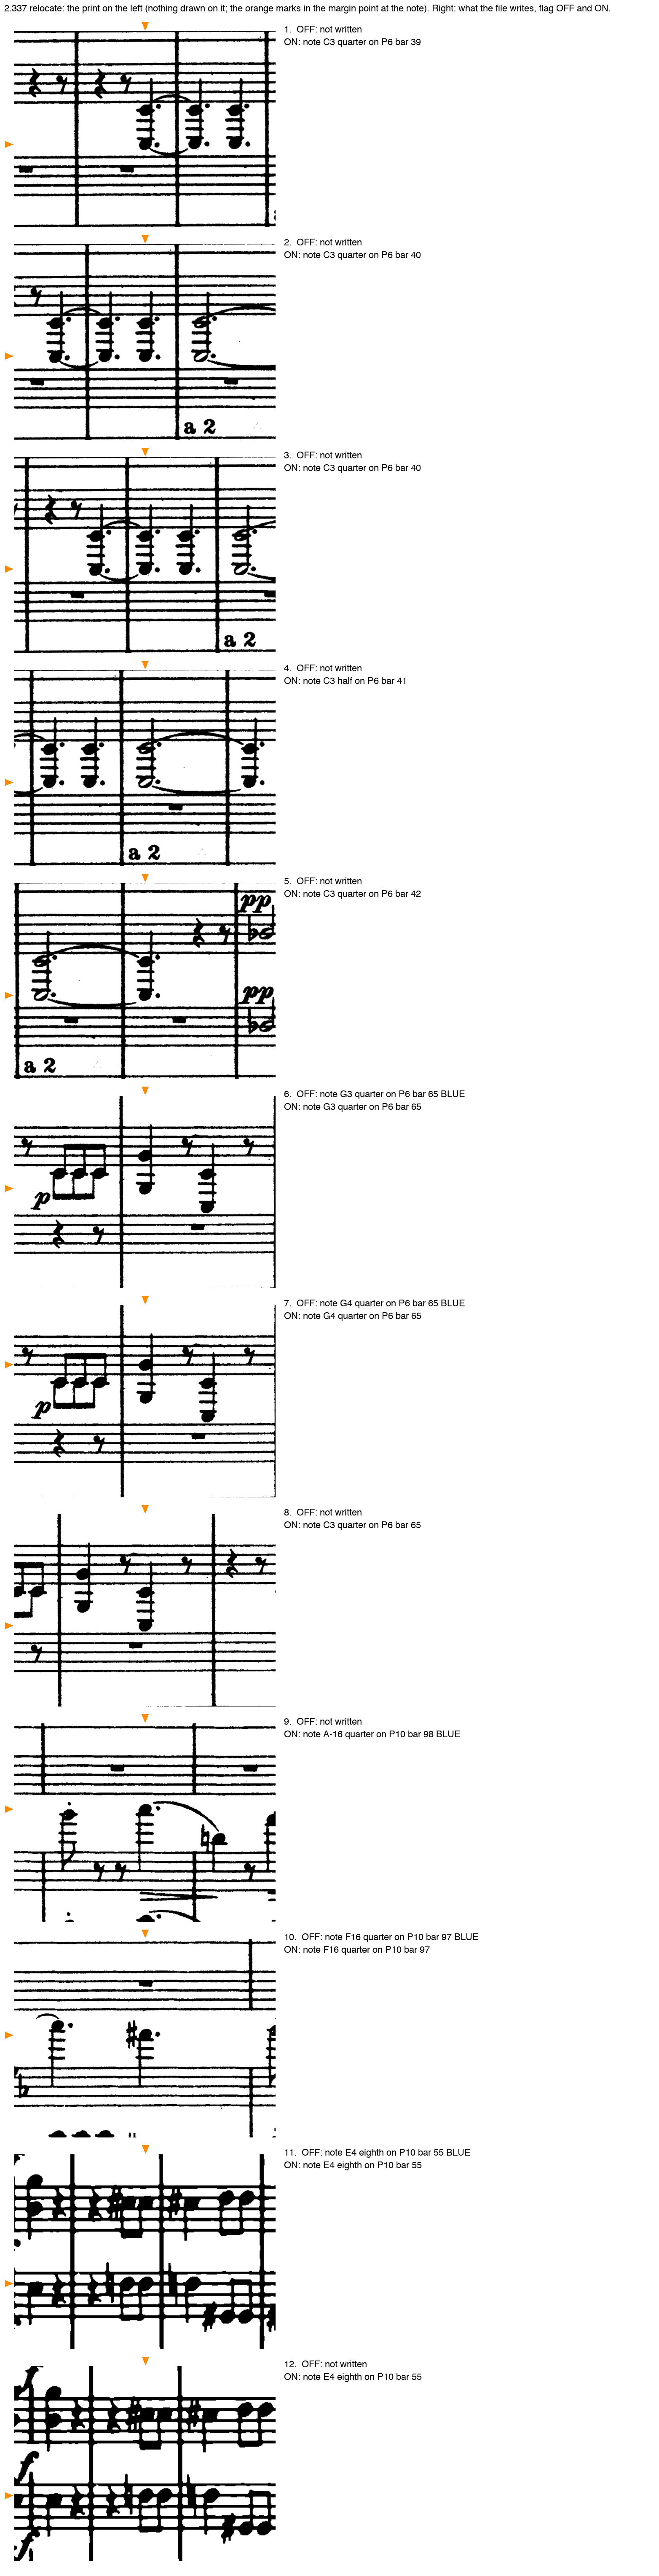 2.337 relocate: the print on the left (nothing drawn on it; the orange marks in the margin point at the note). Right: what the file writes, flag OFF and ON.
1.  OFF: not written
ON: note C3 quarter on P6 bar 39
2.  OFF: not written
ON: note C3 quarter on P6 bar 40
a 2
3.  OFF: not written
ON: note C3 quarter on P6 bar 40
a 2
4.  OFF: not written
ON: note C3 half on P6 bar 41
a 2
5.  OFF: not written
ON: note C3 quarter on P6 bar 42
pp
pp
a 2
6.  OFF: note G3 quarter on P6 bar 65 BLUE
ON: note G3 quarter on P6 bar 65
p
7.  OFF: note G4 quarter on P6 bar 65 BLUE
ON: note G4 quarter on P6 bar 65
p
8.  OFF: not written
ON: note C3 quarter on P6 bar 65
9.  OFF: not written
ON: note A-16 quarter on P10 bar 98 BLUE
10.  OFF: note F16 quarter on P10 bar 97 BLUE
ON: note F16 quarter on P10 bar 97
11.  OFF: note E4 eighth on P10 bar 55 BLUE
ON: note E4 eighth on P10 bar 55
12.  OFF: not written
ON: note E4 eighth on P10 bar 55
f
f
f